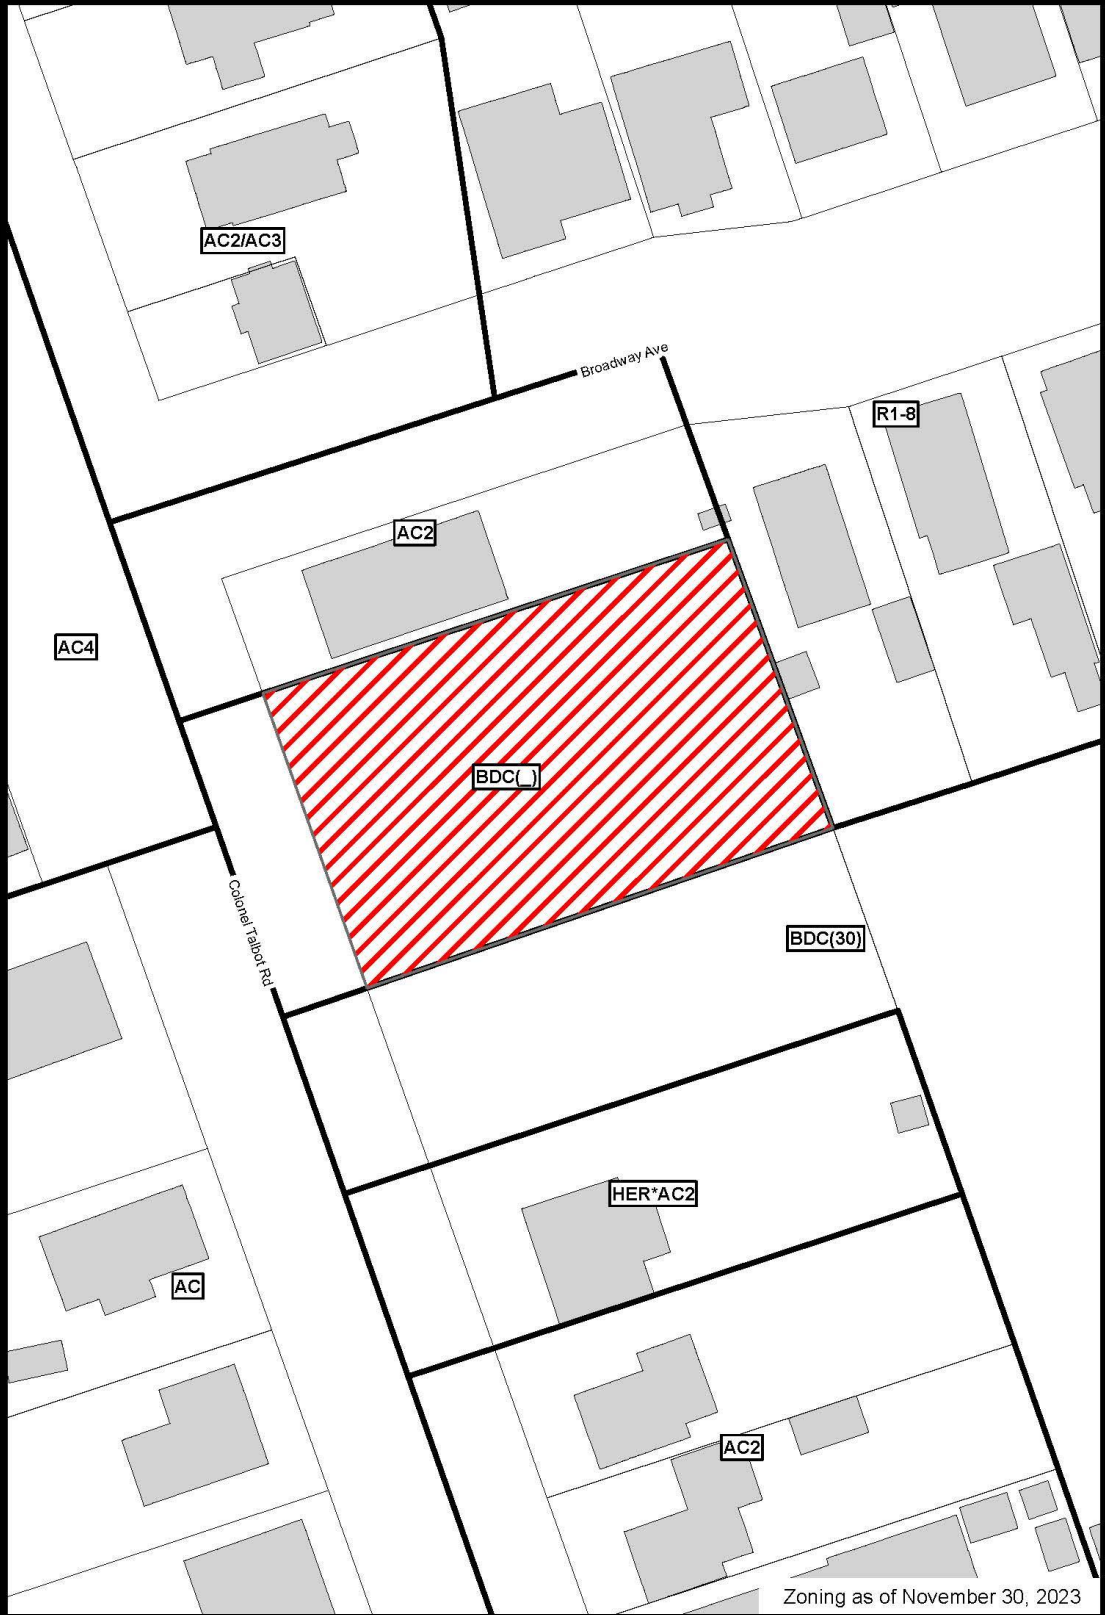 AC2/AC3
Broadway Ave
R1-8
AC2
AC4
BDC(_)
Colonel Talbot Rd
BDC(30)
HER*AC2
AC
AC2
Zoning as of November 30, 2023